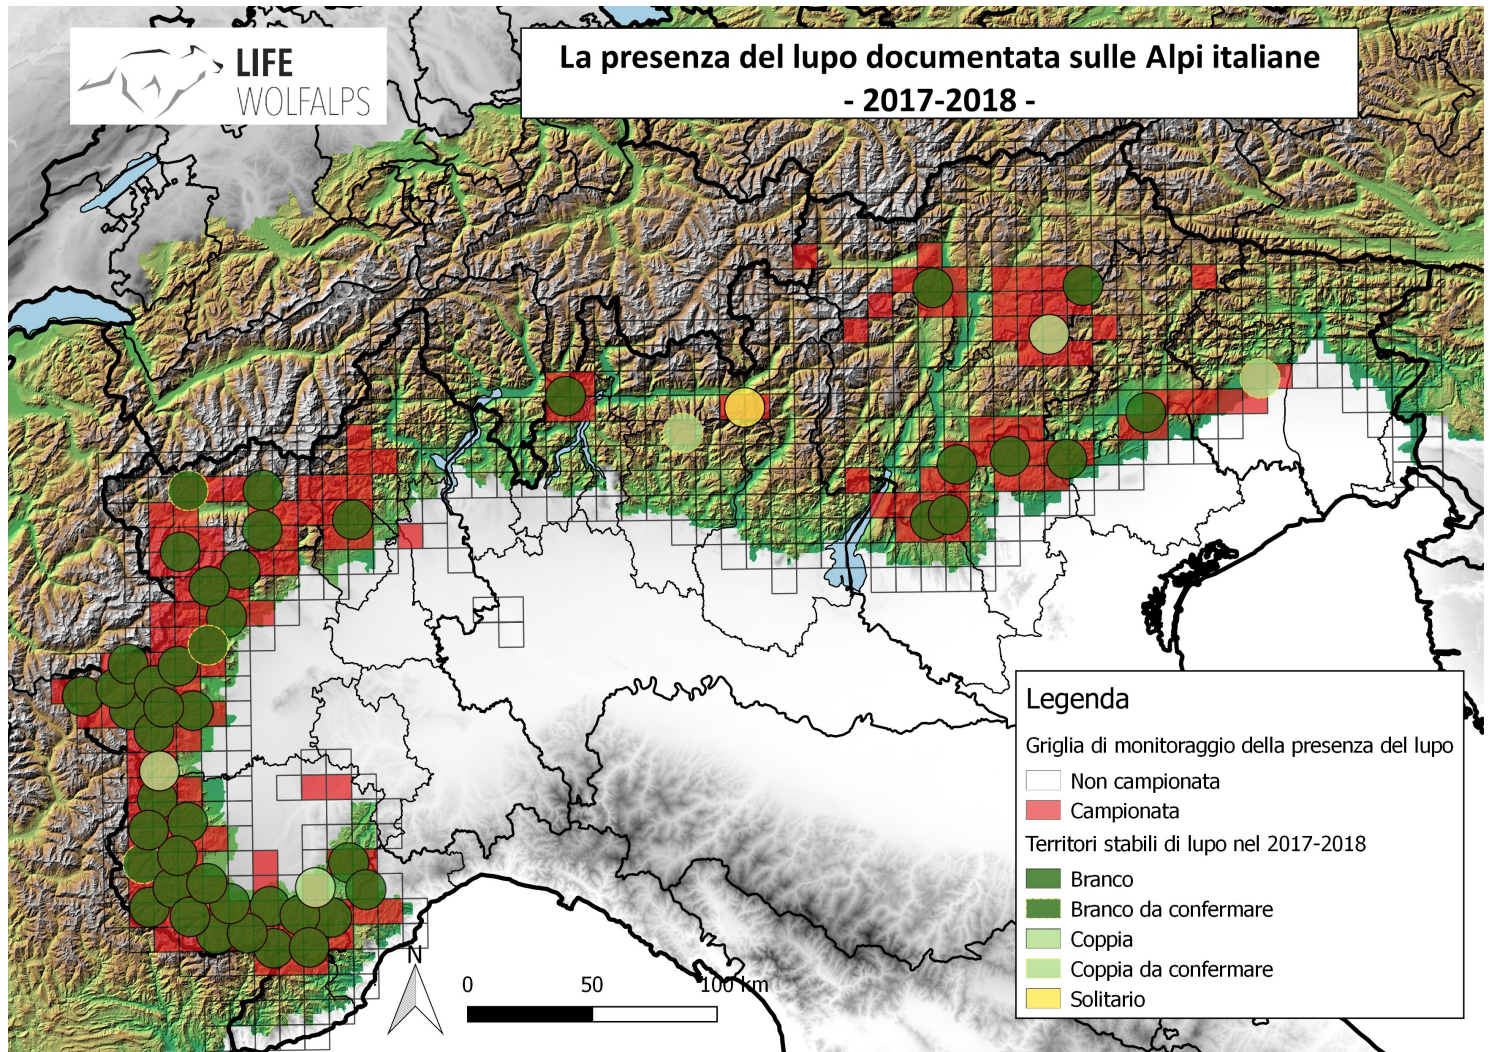 LIFE
WOLFALPS
La presenza del lupo documentata sulle Alpi italiane
- 2017-2018 -
Legenda
Griglia di monitoraggio della presenza del lupo
Non campionata
Campionata
Territori stabili di lupo nel 2017-2018
Branco
Branco da confermare
Coppia
Coppia da confermare
Solitario
N
0 50 100 km